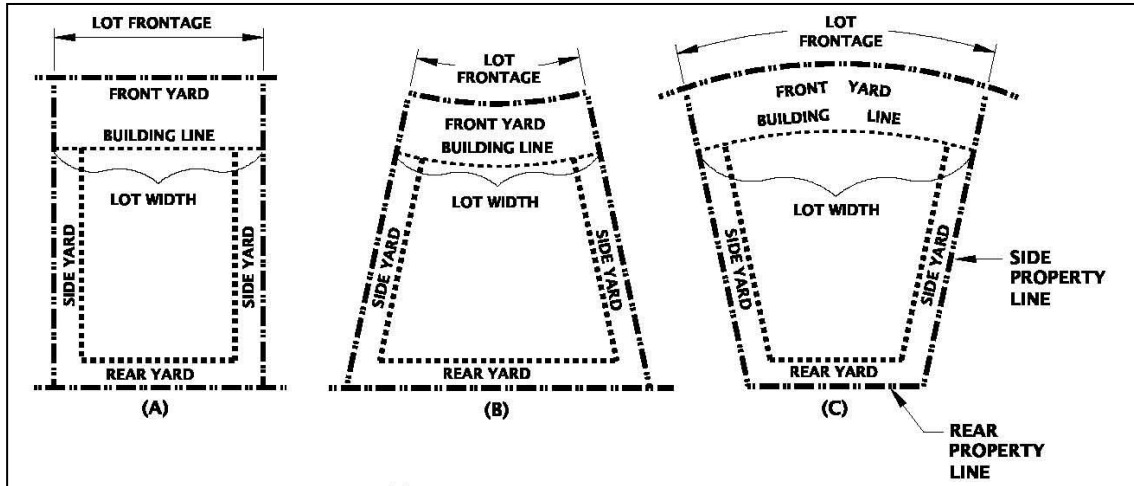 LOT FRONTAGE
FRONT YARD
BUILDING LINE
LOT WIDTH
SIDE YARD
SIDE YARD
REAR YARD
(A)
LOT
FRONTAGE
FRONT YARD
BUILDING LINE
LOT WIDTH
SIDE YARD
SIDE YARD
REAR YARD
(B)
LOT
FRONTAGE
FRONT YARD
BUILDING LINE
LOT WIDTH
SIDE YARD
SIDE YARD
REAR YARD
(C)
SIDE
PROPERTY
LINE
REAR
PROPERTY
LINE